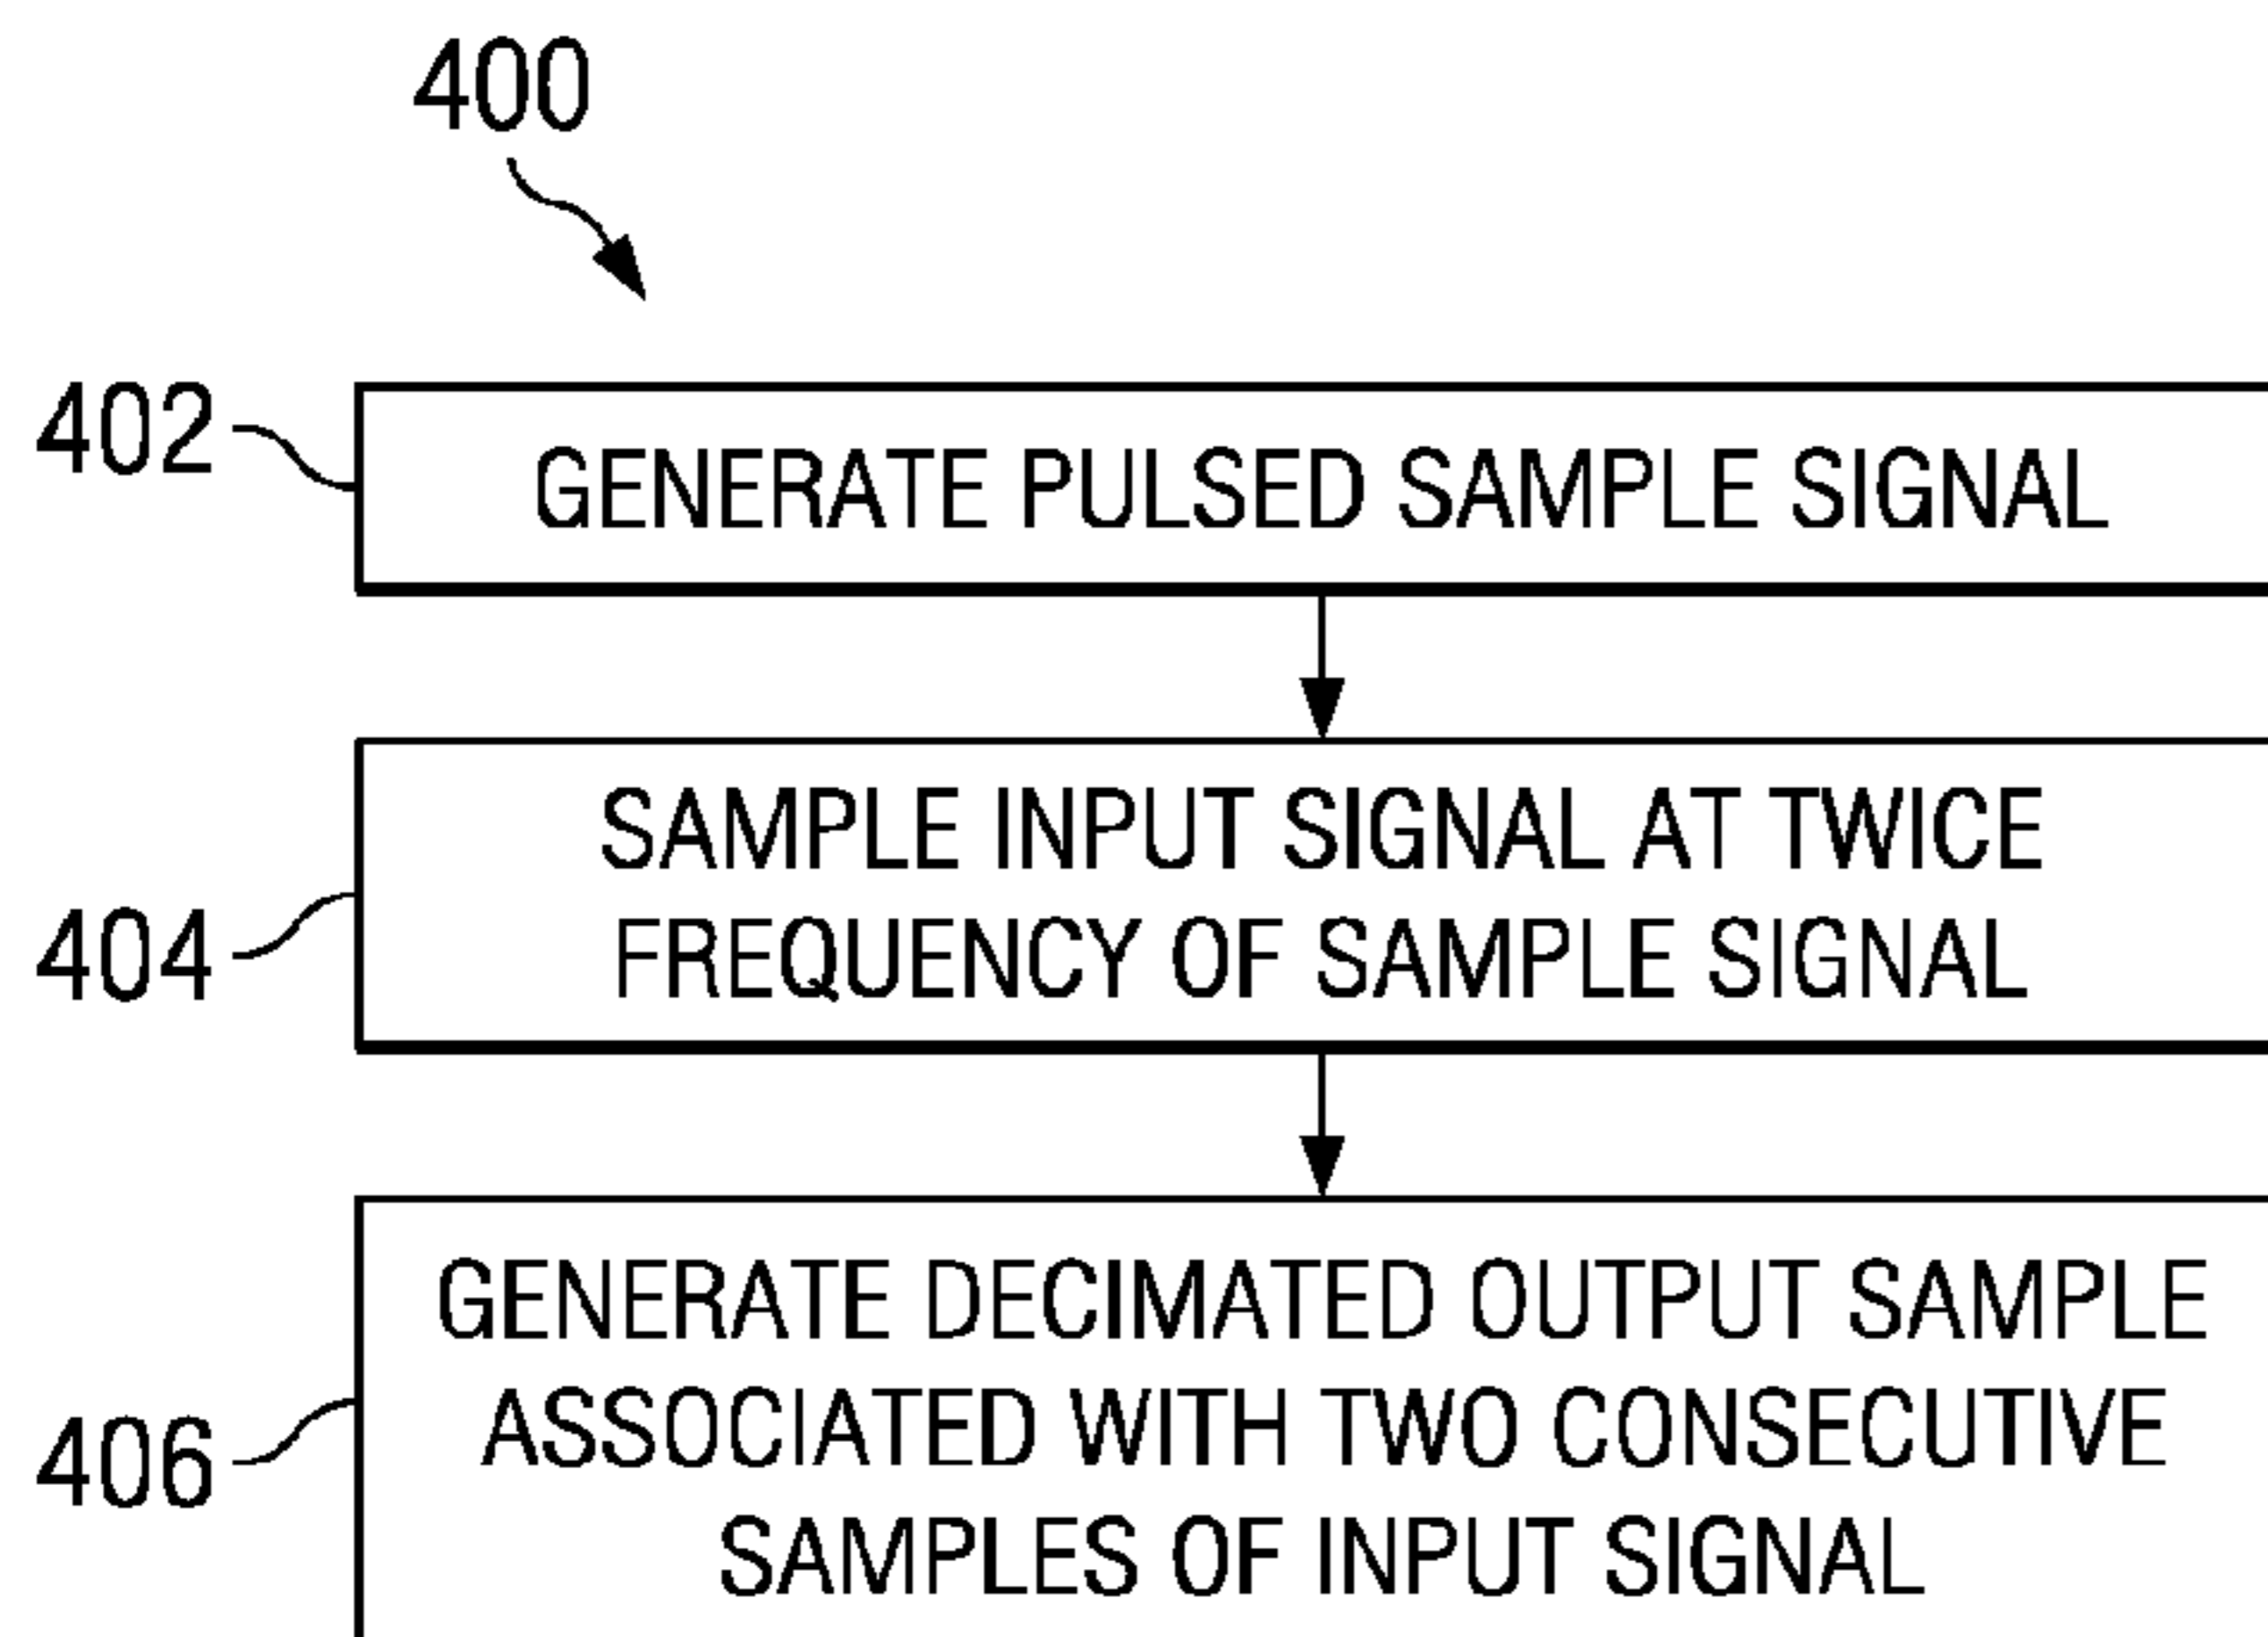 400
402
GENERATE PULSED SAMPLE SIGNAL
SAMPLE INPUT SIGNAL AT TWICE
FREQUENCY OF SAMPLE SIGNAL
404
GENERATE DECIMATED OUTPUT SAMPLE
ASSOCIATED WITH TWO CONSECUTIVE
406
SAMPLES OF INPUT SIGNAL